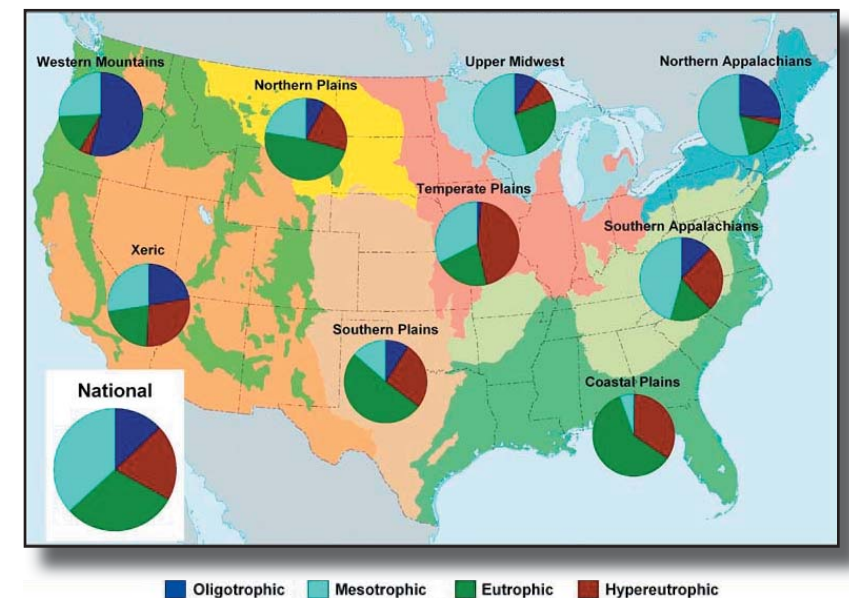 Western Mountains
Northern Plains
Upper Midwest
Northern Appalachians
Temperate Plains
Southern Appalachians
Xeric
Southern Plains
Coastal Plains
National
Oligotrophic Mesotrophic Eutrophic Hypereutrophic